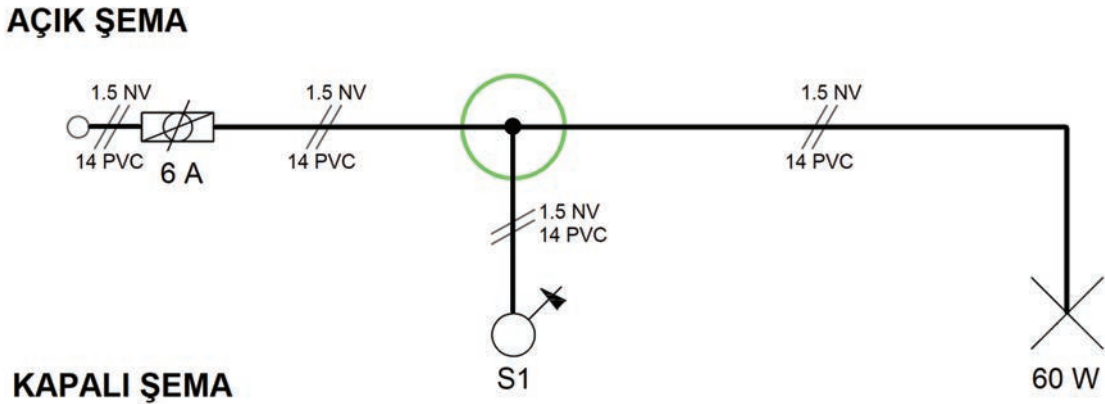 AÇIK ŞEMA
1.5 NV
14 PVC
6 A
1.5 NV
14 PVC
1.5 NV
14 PVC
1.5 NV
14 PVC
S1
60 W
KAPALI ŞEMA